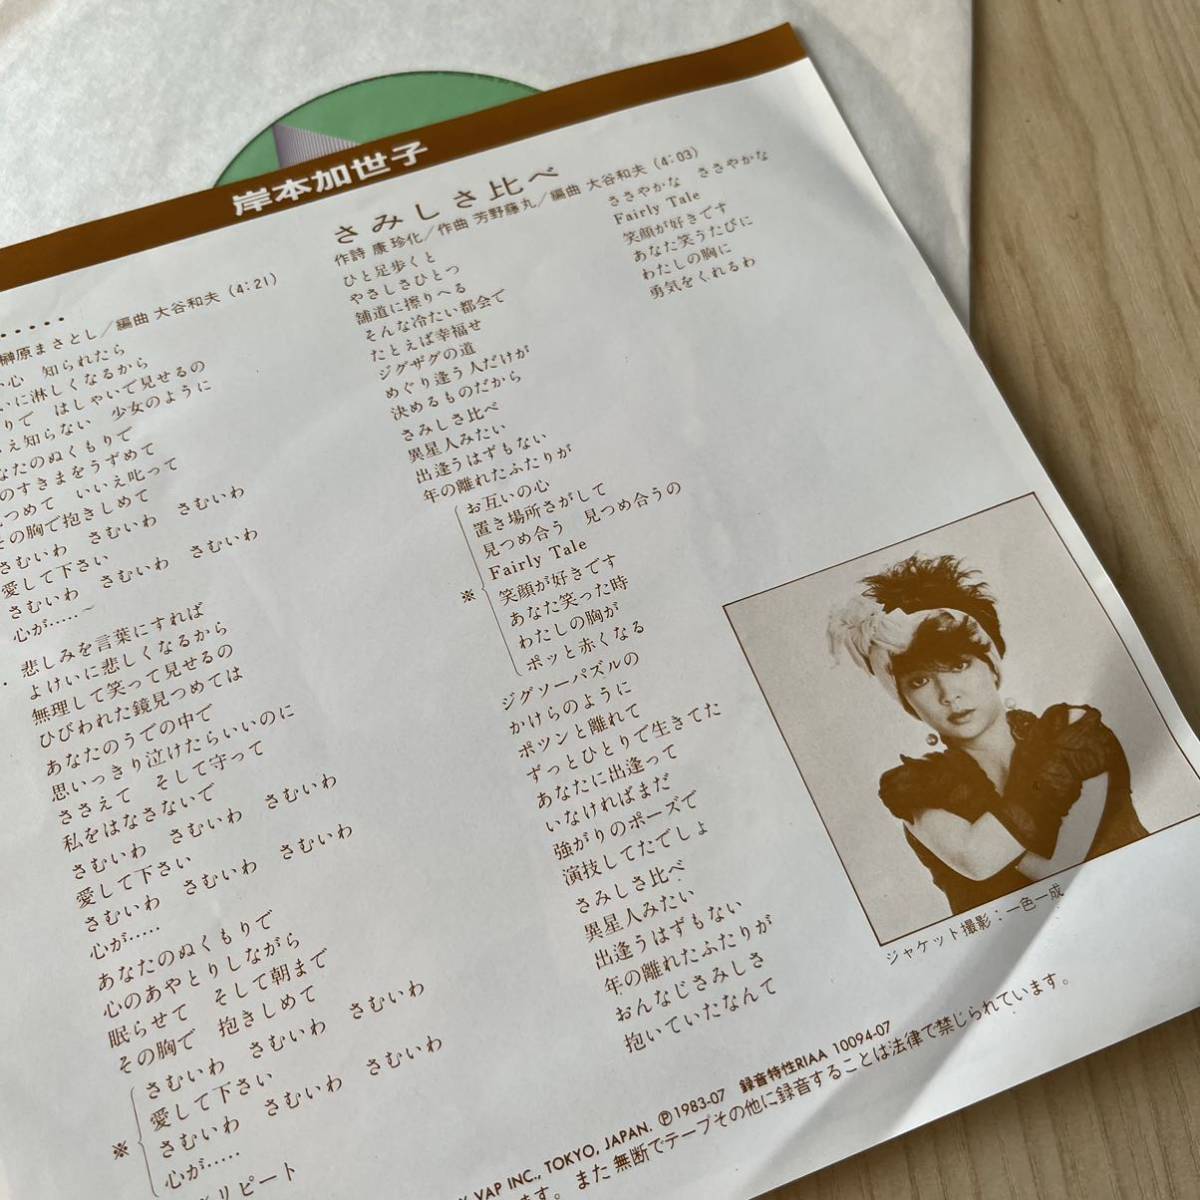 岸本加世子
.....
榊原まさとし／編曲 大谷和夫 (4:21)
心 知られたら
いに淋しくなるから
りで はしゃいで見せるの
え知らない 少女のように
なたのぬくもりで
のすきまをうずめて
つめて いいえ叱って
その胸で抱きしめて
さむいわ さむいわ さむいわ
愛して下さい
さむいわ さむいわ さむいわ
心が……〜
悲しみを言葉にすれば
よけいに悲しくなるから
無理して笑って見せるの
ひびわれた鏡見つめては
あなたのうでの中で
思いっきり泣けたらいいのに
ささえて そして守って
私をはなさないで
さむいわ さむいわ さむいわ
愛して下さい
さむいわ さむいわ さむいわ
心が……
あなたのぬくもりで
心のあやとりしながら
眠らせて そして朝まで
その胸で 抱きしめて
さむいわ さむいわ さむいわ
愛して下さい
※ さむいわ さむいわ さむいわ
心が……
※リピート
さみしさ比べ
作詩 康 珍化／作曲 芳野藤丸／編曲 大谷和夫 (4:03)
ひと足歩くと
やさしさひとつ
舗道に擦りへる
そんな冷たい都会で
たとえば幸福せ
ジグザグの道
めぐり逢う人だけが
決めるものだから
さみしさ比べ
異星人みたい
出逢うはずもない
年の離れたふたりが
お互いの心
置き場所さがして
見つめ合う 見つめ合うの
Fairly Tale
※ 笑顔が好きです
あなた笑った時
わたしの胸が
ポッと赤くなる
ジグソーパズルの
かけらのように
ポツンと離れて
ずっとひとりで生きてた
あなたに出逢って
いなければまだ
強がりのポーズで
演技してたでしょ
さみしさ比べ
異星人みたい
出逢うはずもない
年の離れたふたりが
おんなじさみしさ
抱いていたなんて
ささやかな ささやかな
Fairly Tale
笑顔が好きです
あなた笑うたびに
わたしの胸に
勇気をくれるわ
ジャケット撮影：一色一成
VAP INC., TOKYO, JAPAN. Ⓟ1983-07 録音特性RIAA 10094-07
ます。また無断でテープその他に録音することは法律で禁じられています。